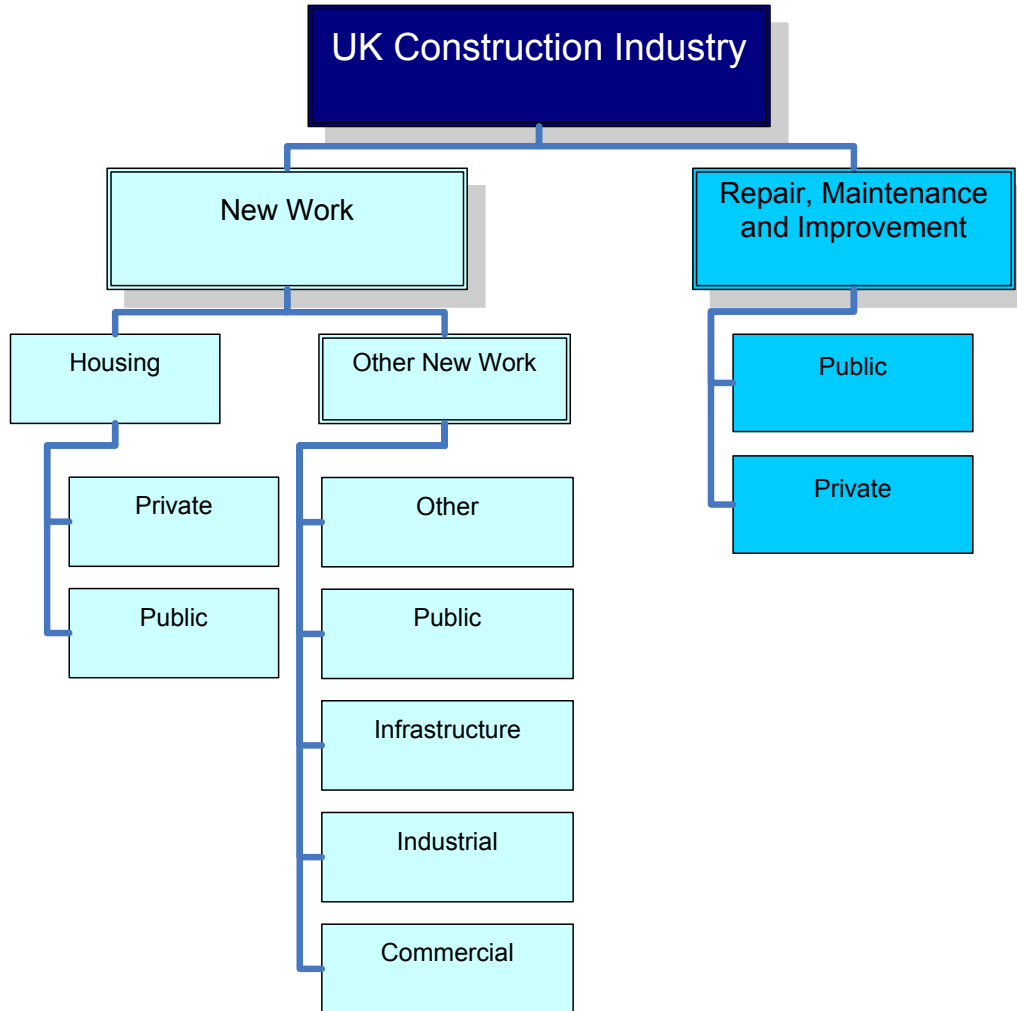 UK Construction Industry
New Work
Repair, Maintenance
and Improvement
Housing
Other New Work
Public
Private
Private
Other
Public
Public
Infrastructure
Industrial
Commercial